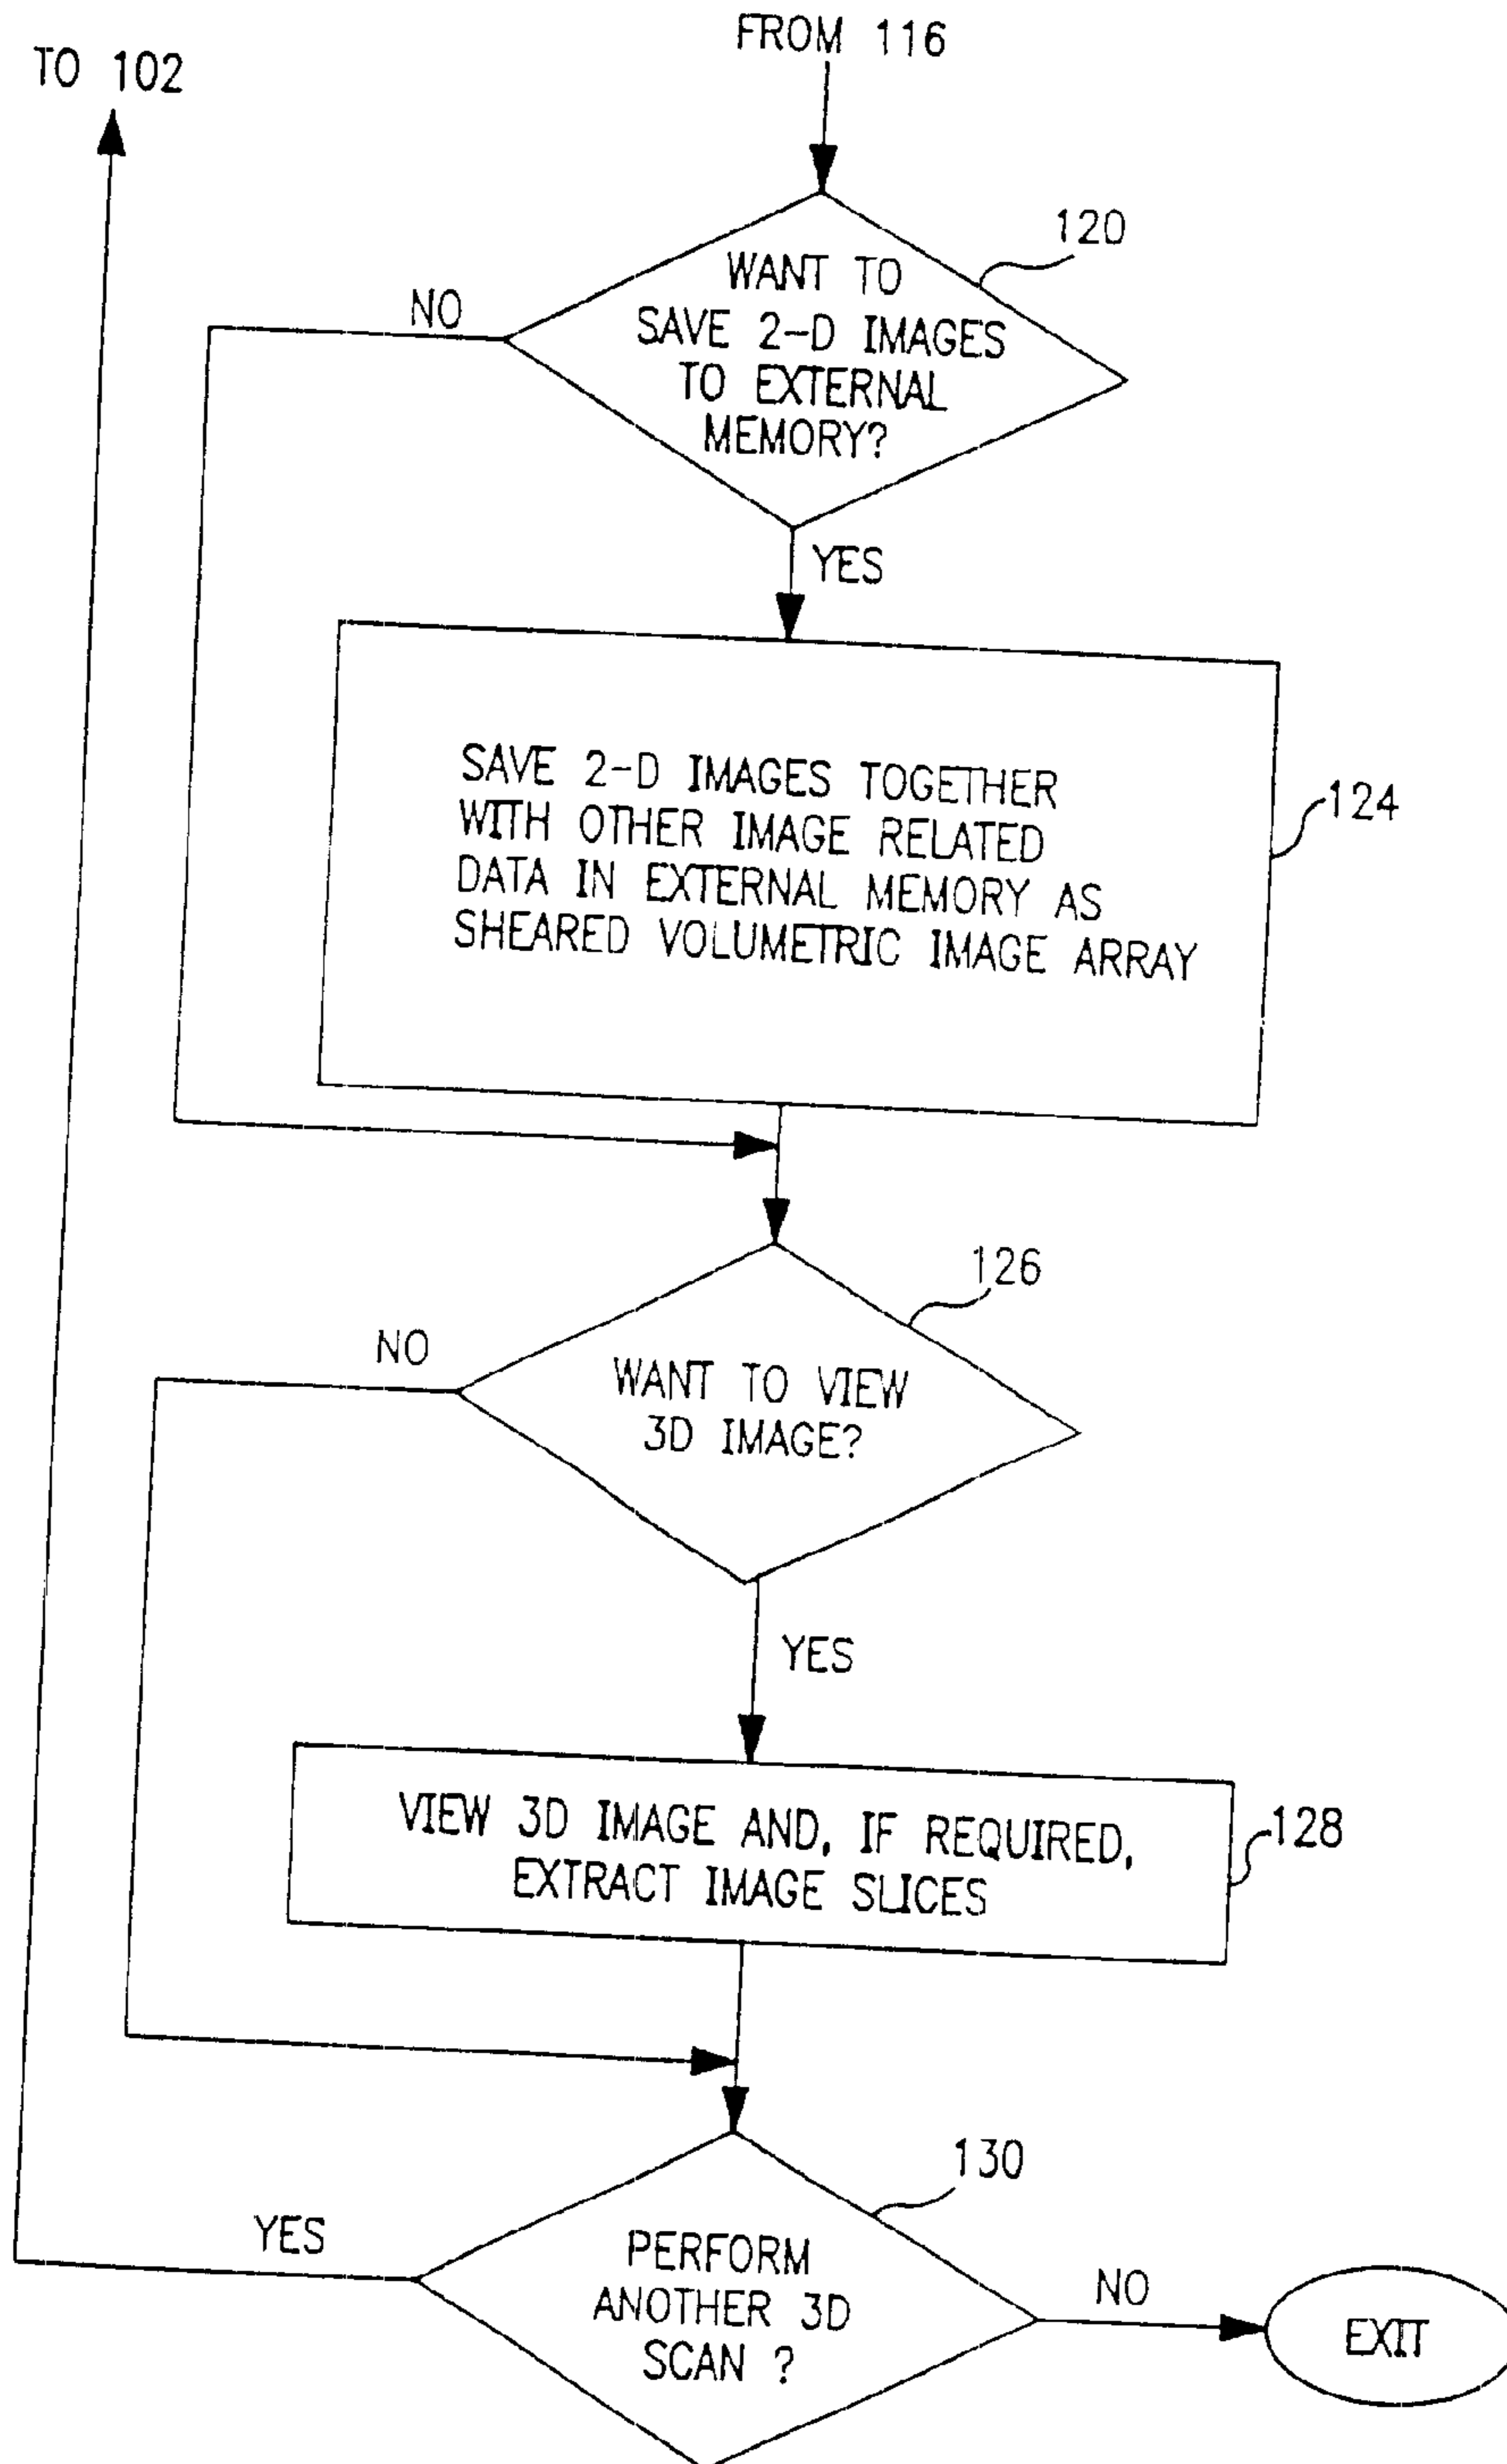 FROM 116
TO 102
120
WANT TO
SAVE 2-D IMAGES
TO EXTERNAL
MEMORY?
NO
YES
SAVE 2-D IMAGES TOGETHER
WITH OTHER IMAGE RELATED
DATA IN EXTERNAL MEMORY AS
SHEARED VOLUMETRIC IMAGE ARRAY
124
126
NO
WANT TO VIEW
3D IMAGE?
YES
VIEW 3D IMAGE AND, IF REQUIRED,
EXTRACT IMAGE SLICES
128
130
YES
PERFORM
ANOTHER 3D
SCAN ?
NO
EXIT